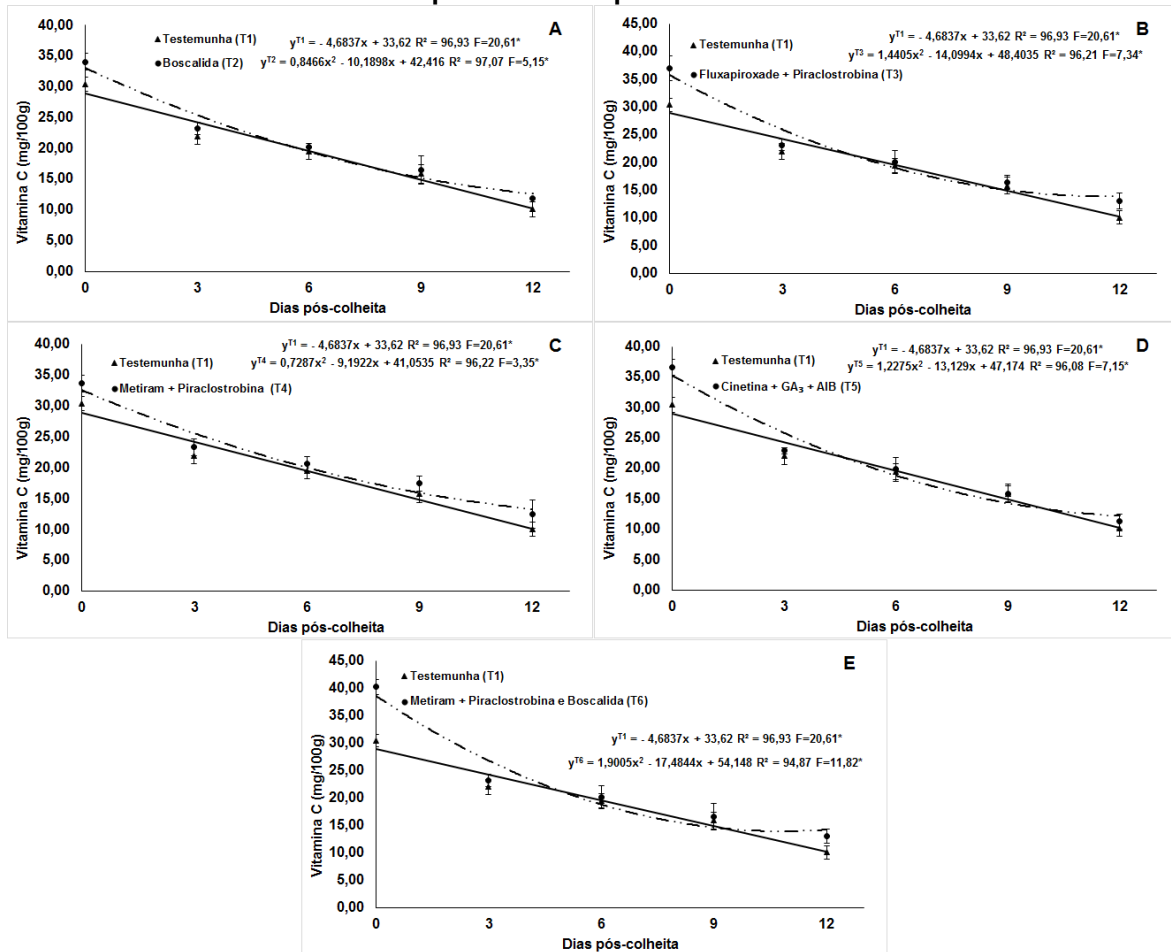 A
Testemunha (T1)
Boscalida (T2)
yT1 = - 4,6837x + 33,62 R² = 96,93 F=20,61*
yT2 = 0,8466x² - 10,1898x + 42,416 R² = 97,07 F=5,15*
Vitamina C (mg/100g)
40,00
35,00
30,00
25,00
20,00
15,00
10,00
5,00
0,00
0 3 6 9 12
Dias pós-colheita
B
Testemunha (T1)
Fluxapiroxade + Piraclostrobina (T3)
yT1 = - 4,6837x + 33,62 R² = 96,93 F=20,61*
yT3 = 1,4405x² - 14,0994x + 48,4035 R² = 96,21 F=7,34*
Vitamina C (mg/100g)
45,00
40,00
35,00
30,00
25,00
20,00
15,00
10,00
5,00
0,00
0 3 6 9 12
Dias pós-colheita
C
Testemunha (T1)
Metiram + Piraclostrobina (T4)
yT1 = - 4,6837x + 33,62 R² = 96,93 F=20,61*
yT4 = 0,7287x² - 9,1922x + 41,0535 R² = 96,22 F=3,35*
Vitamina C (mg/100g)
40,00
35,00
30,00
25,00
20,00
15,00
10,00
5,00
0,00
0 3 6 9 12
Dias pós-colheita
D
Testemunha (T1)
Cinetina + GA₃ + AIB (T5)
yT1 = - 4,6837x + 33,62 R² = 96,93 F=20,61*
yT5 = 1,2275x² - 13,129x + 47,174 R² = 96,08 F=7,15*
Vitamina C (mg/100g)
40,00
35,00
30,00
25,00
20,00
15,00
10,00
5,00
0,00
0 3 6 9 12
Dias pós-colheita
E
Testemunha (T1)
Metiram + Piraclostrobina e Boscalida (T6)
yT1 = - 4,6837x + 33,62 R² = 96,93 F=20,61*
yT6 = 1,9005x² - 17,4844x + 54,148 R² = 94,87 F=11,82*
Vitamina C (mg/100g)
45,00
40,00
35,00
30,00
25,00
20,00
15,00
10,00
5,00
0,00
0 3 6 9 12
Dias pós-colheita